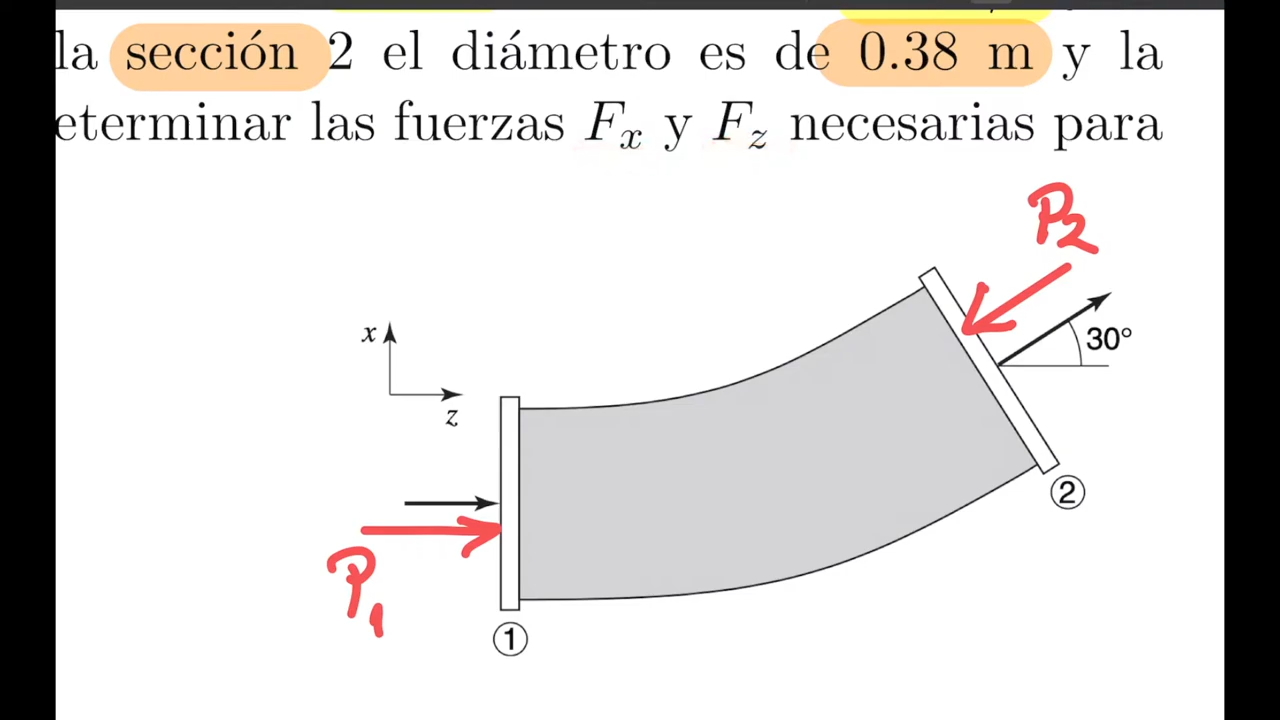 la sección 2 el diámetro es de 0.38 m y la
eterminar las fuerzas Fx y Fz necesarias para
P2
x
30°
z
2
P1
1